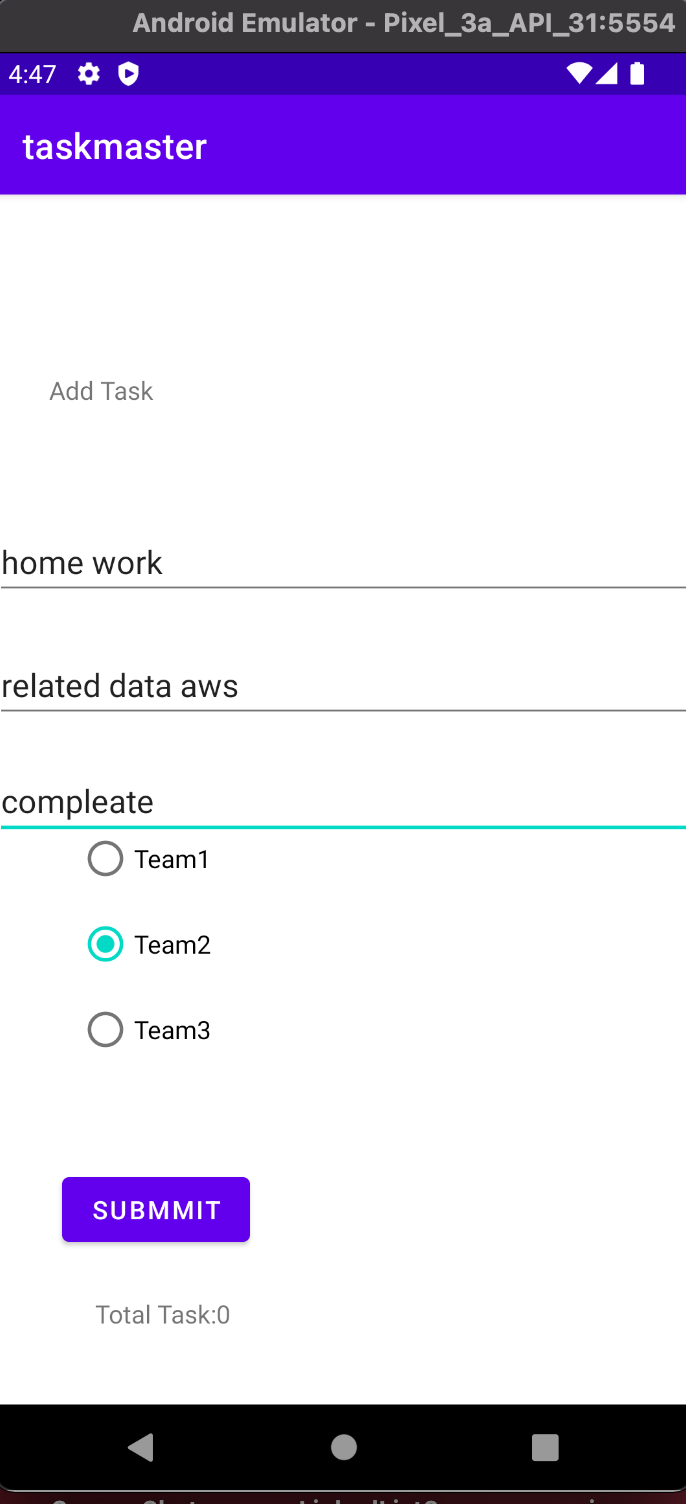 Android Emulator - Pixel_3a_API_31:5554
4:47
taskmaster
Add Task
home work
related data aws
compleate
Team1
Team2
Team3
SUBMMIT
Total Task:0